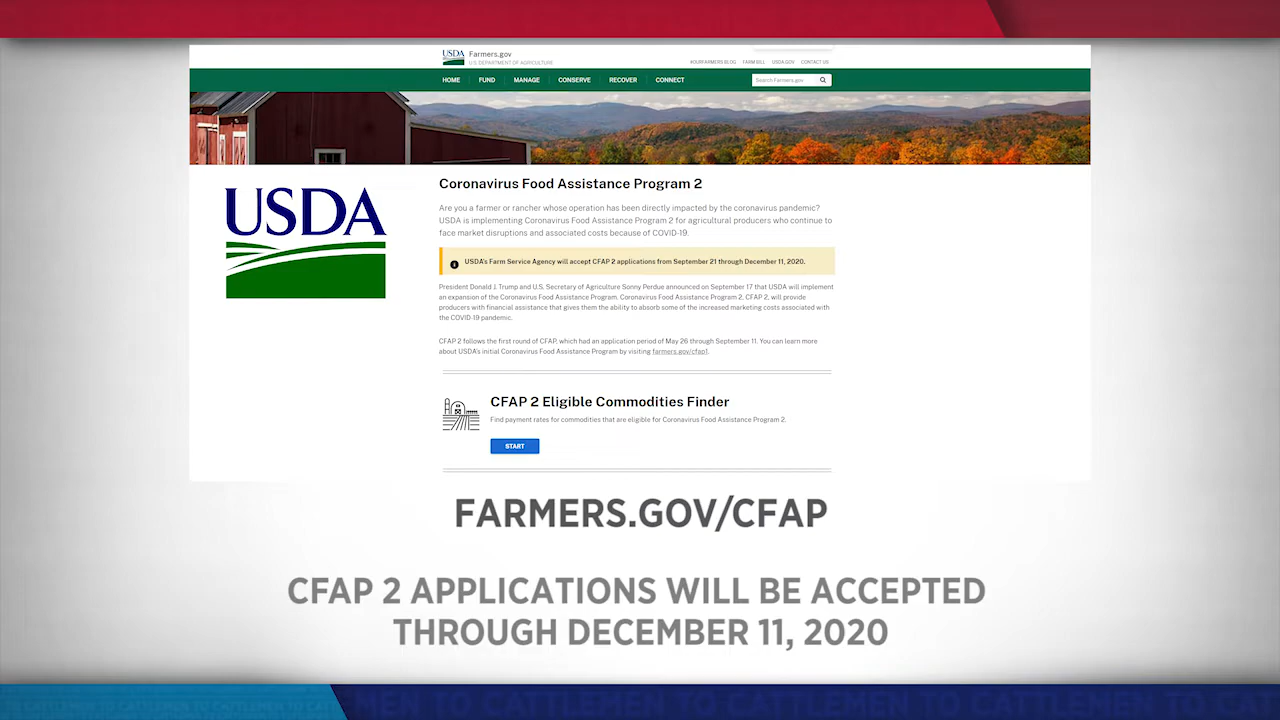 USDA
Farmers.gov
U.S. DEPARTMENT OF AGRICULTURE
#OURFARMERS BLOG FARM BILL USDA.GOV CONTACT US
HOME FUND MANAGE CONSERVE RECOVER CONNECT
Search Farmers.gov
USDA
Coronavirus Food Assistance Program 2
Are you a farmer or rancher whose operation has been directly impacted by the coronavirus pandemic?
USDA is implementing Coronavirus Food Assistance Program 2 for agricultural producers who continue to
face market disruptions and associated costs because of COVID-19.
USDA's Farm Service Agency will accept CFAP 2 applications from September 21 through December 11, 2020.
President Donald J. Trump and U.S. Secretary of Agriculture Sonny Perdue announced on September 17 that USDA will implement
an expansion of the Coronavirus Food Assistance Program. Coronavirus Food Assistance Program 2, CFAP 2, will provide
producers with financial assistance that gives them the ability to absorb some of the increased marketing costs associated with
the COVID-19 pandemic.
CFAP 2 follows the first round of CFAP, which had an application period of May 26 through September 11. You can learn more
about USDA's initial Coronavirus Food Assistance Program by visiting farmers.gov/cfap1.
CFAP 2 Eligible Commodities Finder
Find payment rates for commodities that are eligible for Coronavirus Food Assistance Program 2.
START
FARMERS.GOV/CFAP
CFAP 2 APPLICATIONS WILL BE ACCEPTED
THROUGH DECEMBER 11, 2020
TO CATTLEMEN TO CATTLEMEN TO CATTLEMEN TO CATTLEMEN TO